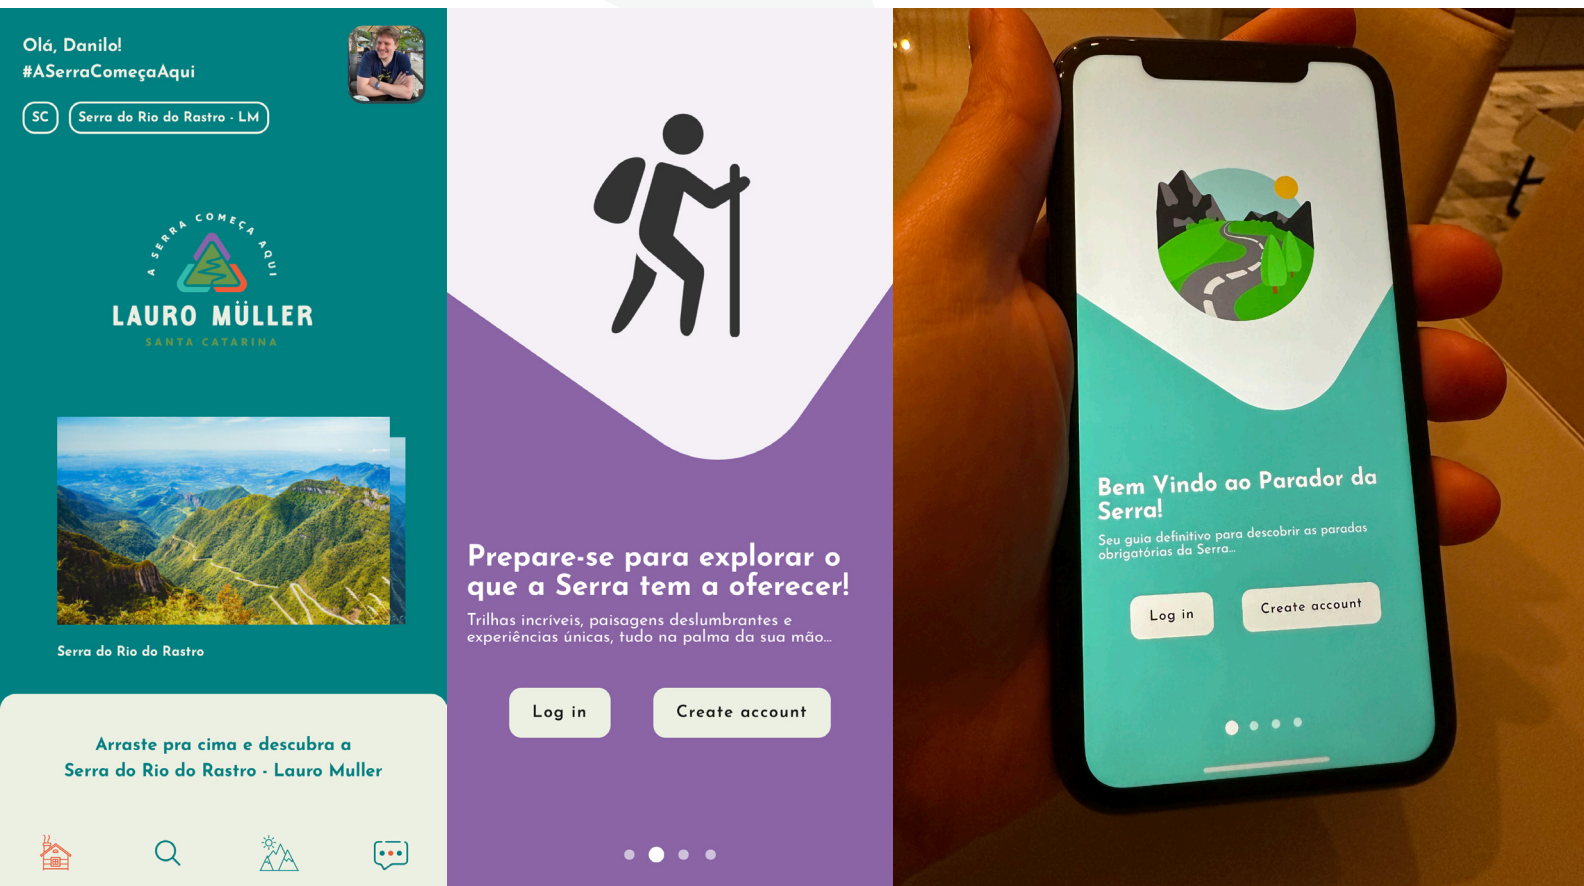 Olá, Danilo!
#ASerraComeçaAqui
SC
Serra do Rio do Rastro - LM
A SERRA COMEÇA AQUI
LAURO MÜLLER
SANTA CATARINA
Serra do Rio do Rastro
Arraste pra cima e descubra a
Serra do Rio do Rastro - Lauro Muller
Prepare-se para explorar o
que a Serra tem a oferecer!
Trilhas incríveis, paisagens deslumbrantes e
experiências únicas, tudo na palma da sua mão...
Log in
Create account
Bem Vindo ao Parador da
Serra!
Seu guia definitivo para descobrir as paradas
obrigatórias da Serra...
Log in
Create account